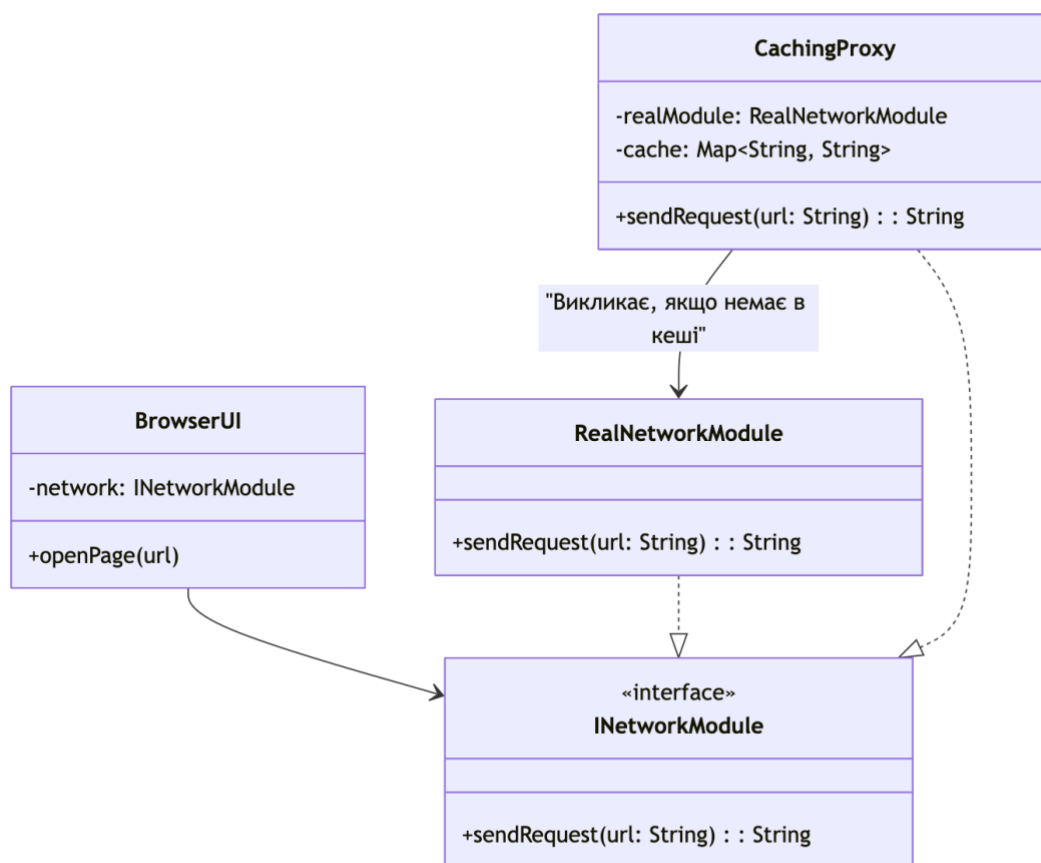 CachingProxy
-realModule: RealNetworkModule
-cache: Map<String, String>
+sendRequest(url: String) : : String
"Викликає, якщо немає в
кеші"
BrowserUI
-network: INetworkModule
+openPage(url)
RealNetworkModule
+sendRequest(url: String) : : String
«interface»
INetworkModule
+sendRequest(url: String) : : String